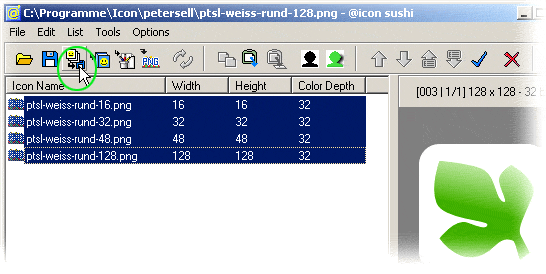 C:\Programme\Icon\petersell\ptsl-weiss-rund-128.png - @icon sushi
File Edit List Tools Options
PNG
Icon Name Width Height Color Depth
[003 | 1/1] 128 x 128 - 32
ptsl-weiss-rund-16.png 16 16 32
ptsl-weiss-rund-32.png 32 32 32
ptsl-weiss-rund-48.png 48 48 32
ptsl-weiss-rund-128.png 128 128 32